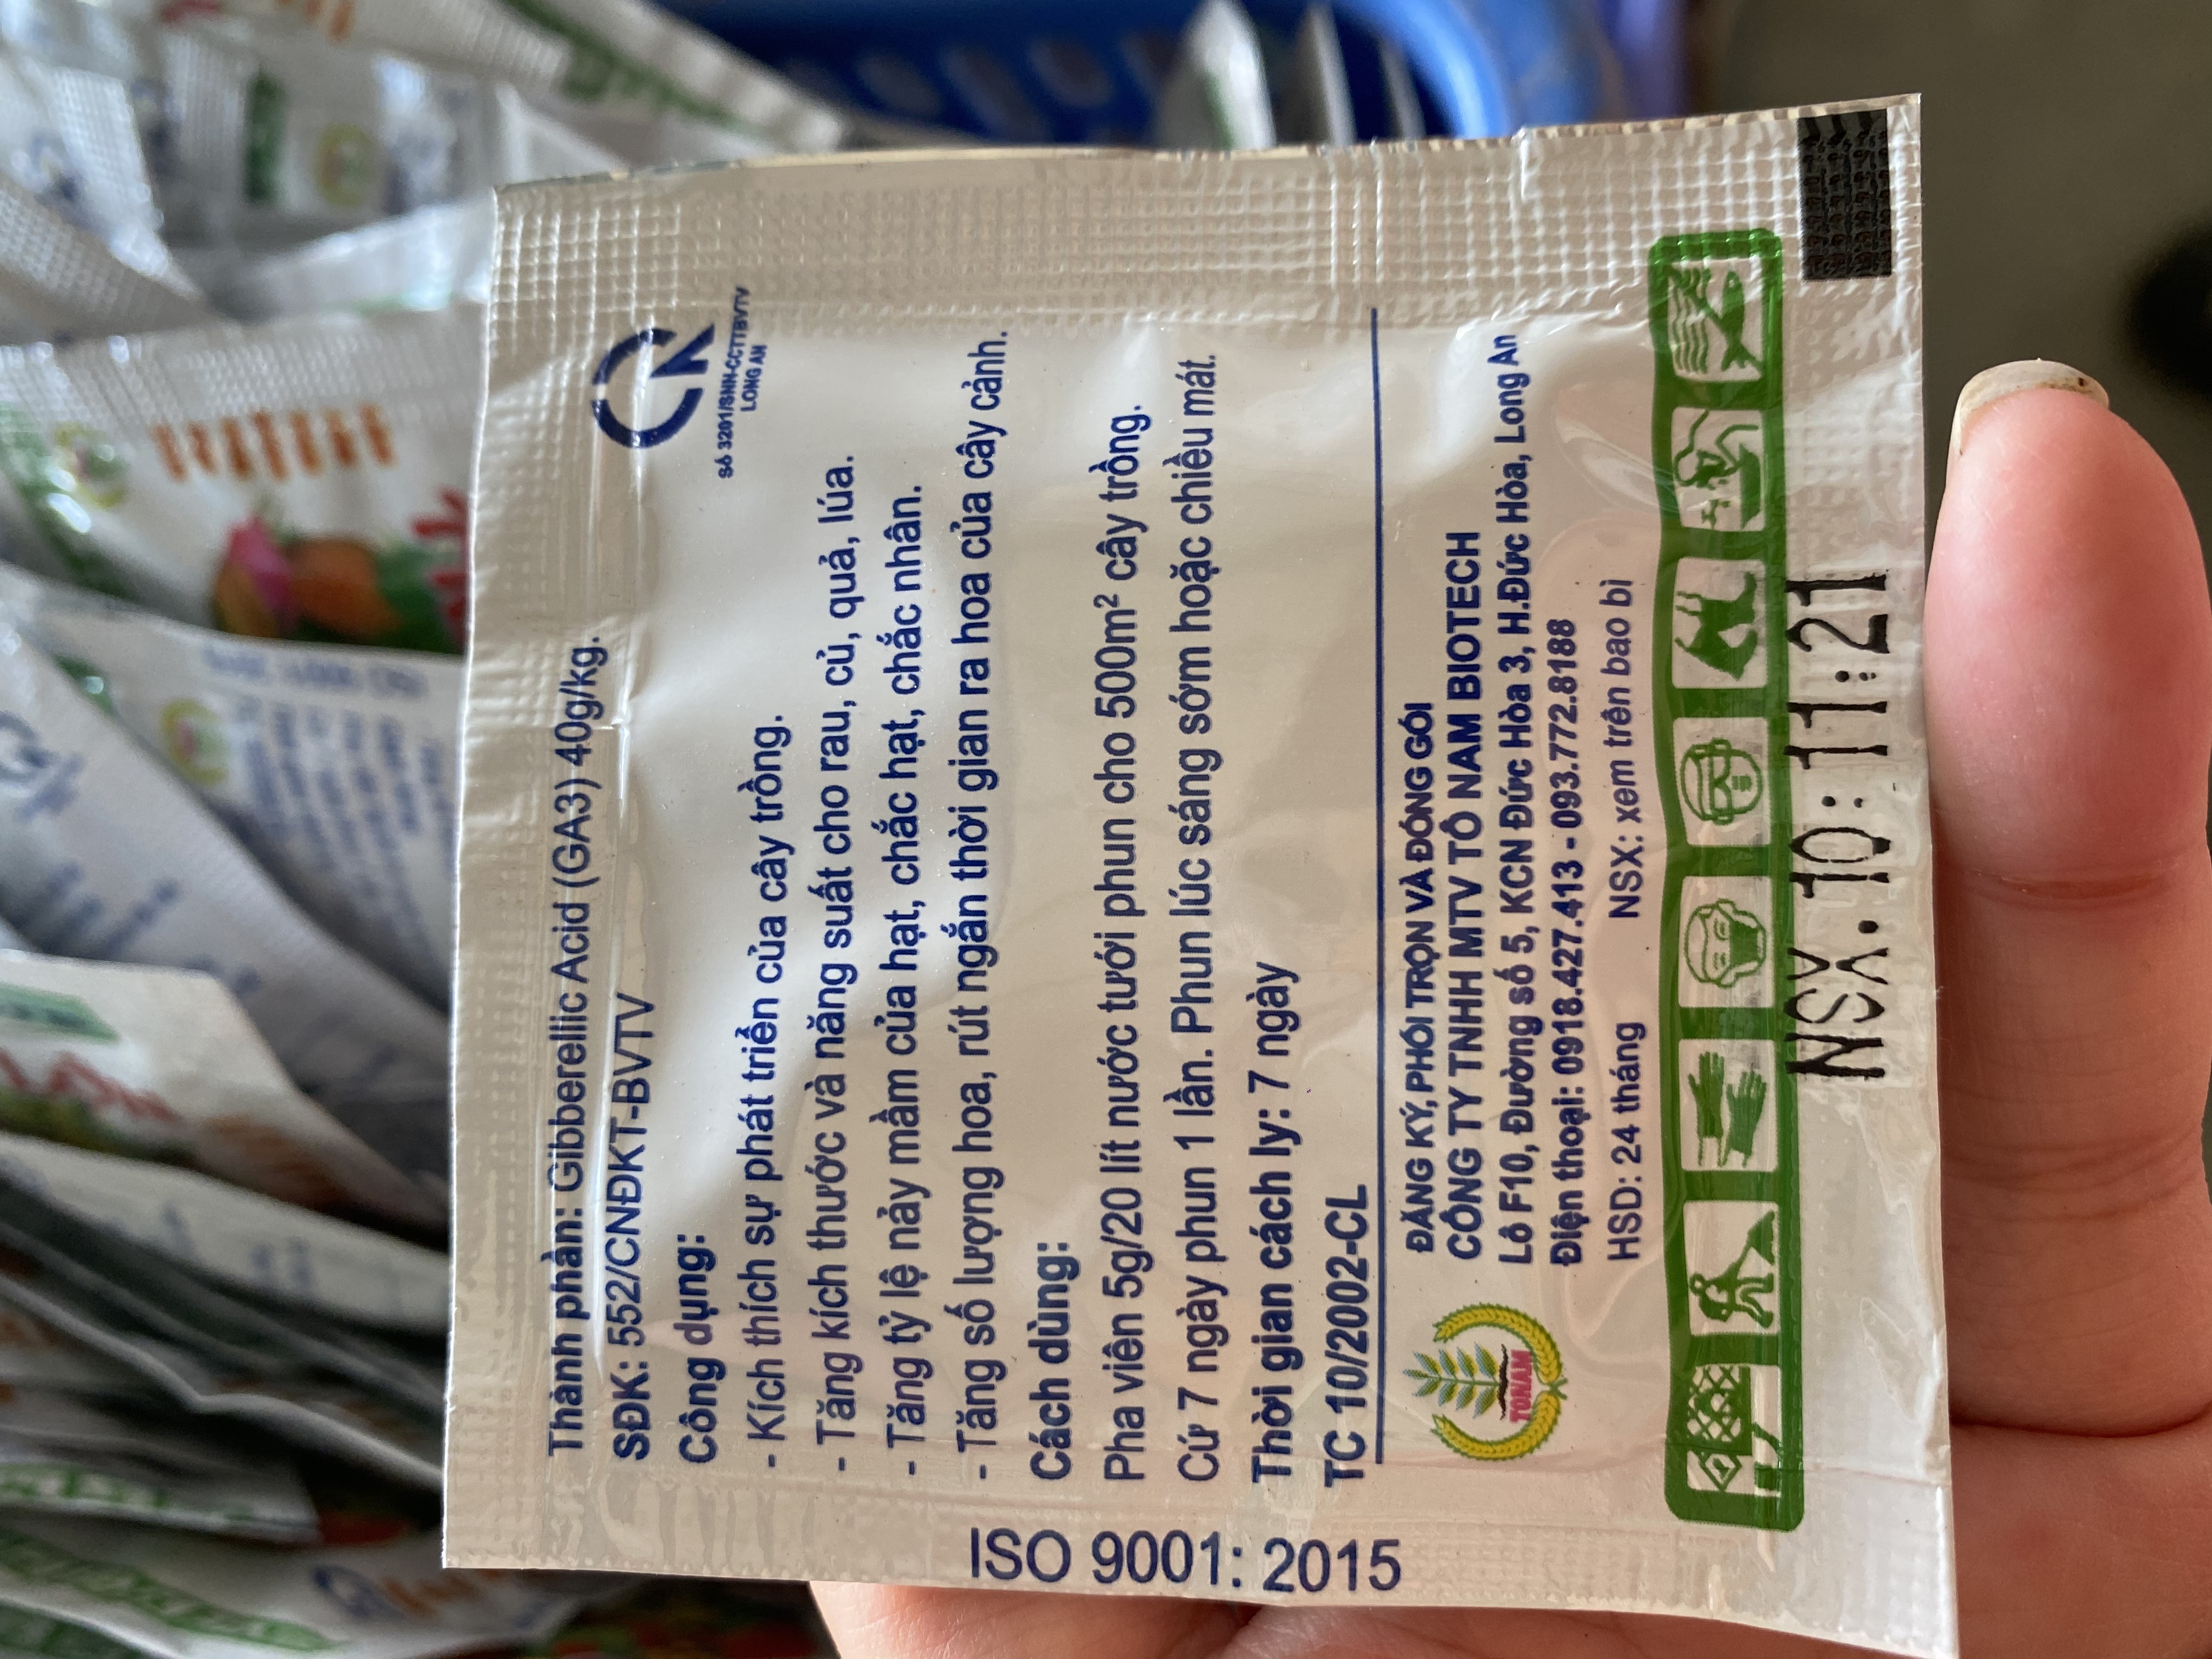 Thành phần: Gibberellic Acid (GA3) 40g/kg.
SĐK: 552/CNĐKT-BVTV
Số 3201/SNN-CCTTBVTV
LONG AN
Công dụng:
- Kích thích sự phát triển của cây trồng.
- Tăng kích thước và năng suất cho rau, củ, quả, lúa.
- Tăng tỷ lệ nảy mầm của hạt, chắc hạt, chắc nhân.
- Tăng số lượng hoa, rút ngắn thời gian ra hoa của cây cảnh.
Cách dùng:
Pha viên 5g/20 lít nước tưới phun cho 500m² cây trồng.
Cứ 7 ngày phun 1 lần. Phun lúc sáng sớm hoặc chiều mát.
Thời gian cách ly: 7 ngày
TC 10/2002-CL
ĐĂNG KÝ, PHỐI TRỘN VÀ ĐÓNG GÓI
CÔNG TY TNHH MTV TÔ NAM BIOTECH
Lô F10, Đường số 5, KCN Đức Hòa 3, H.Đức Hòa, Long An
Điện thoại: 0918.427.413 - 093.772.8188
HSD: 24 tháng NSX: xem trên bao bì
TONAM
NSX.10:11:21
ISO 9001: 2015